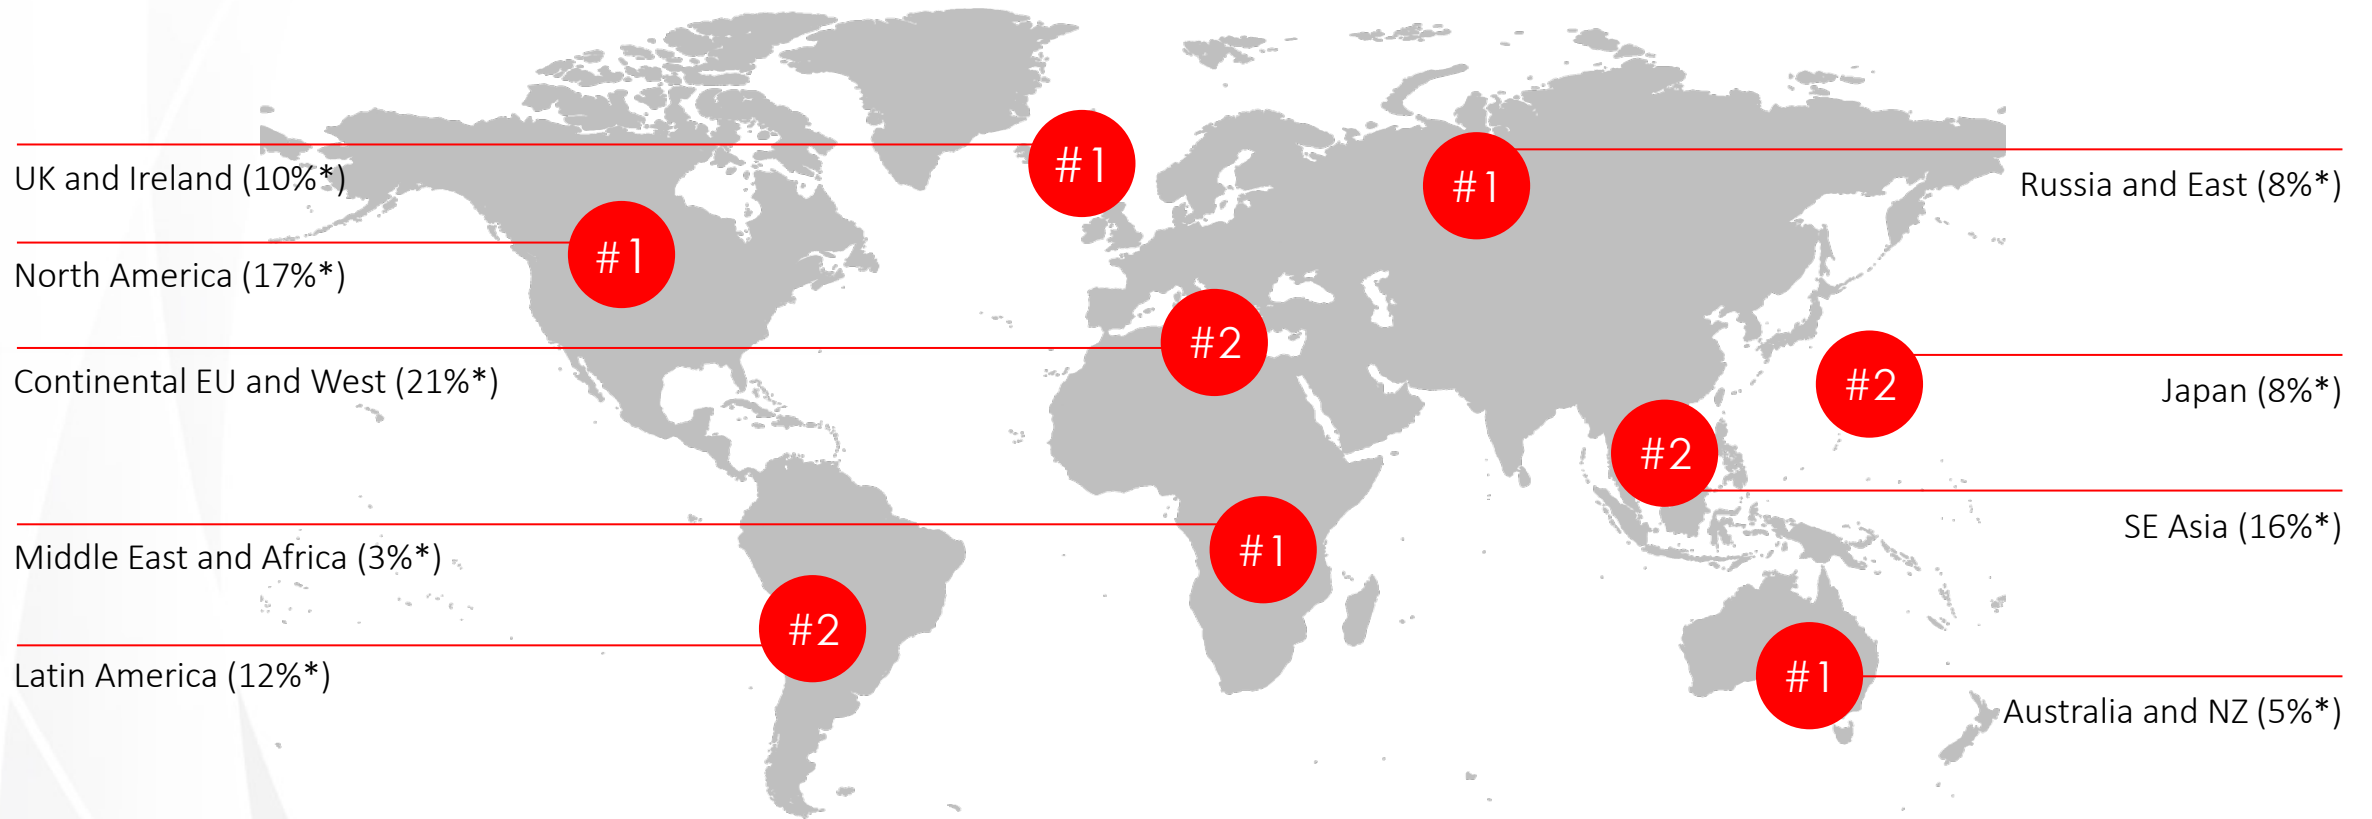 #1
UK and Ireland (10%*)
#1
Russia and East (8%*)
#1
North America (17%*)
#2
Continental EU and West (21%*)
#2
Japan (8%*)
#2
SE Asia (16%*)
#1
Middle East and Africa (3%*)
#2
Latin America (12%*)
#1
Australia and NZ (5%*)